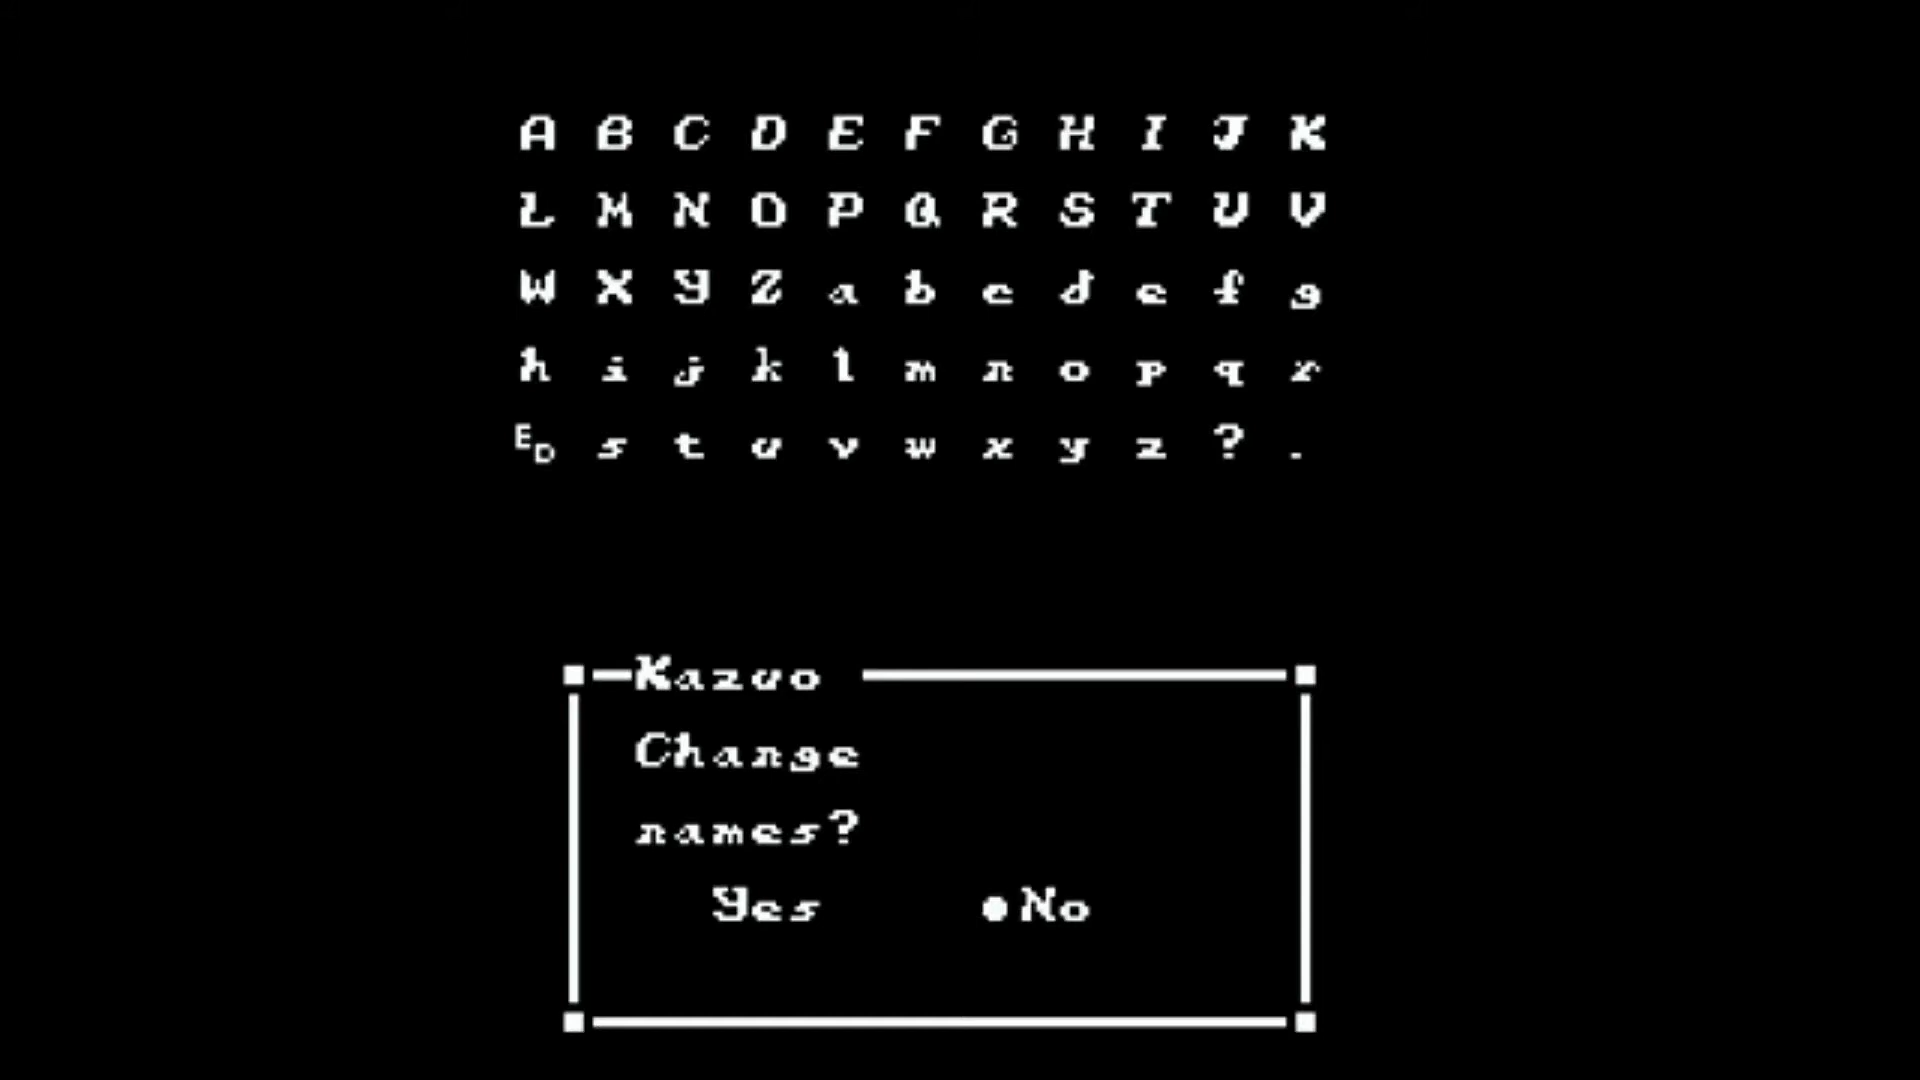 A B C D E F G H I J K
L M N O P Q R S T U V
W X Y Z a b c d e f g
h i j k l m n o p q r
ED s t u v w x y z ? .
Kazuo
Change
names?
Yes ●No